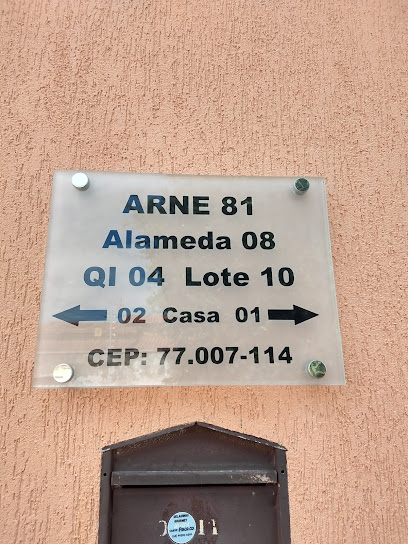 ARNE 81
Alameda 08
QI 04 Lote 10
02 Casa 01
CEP: 77.007-114